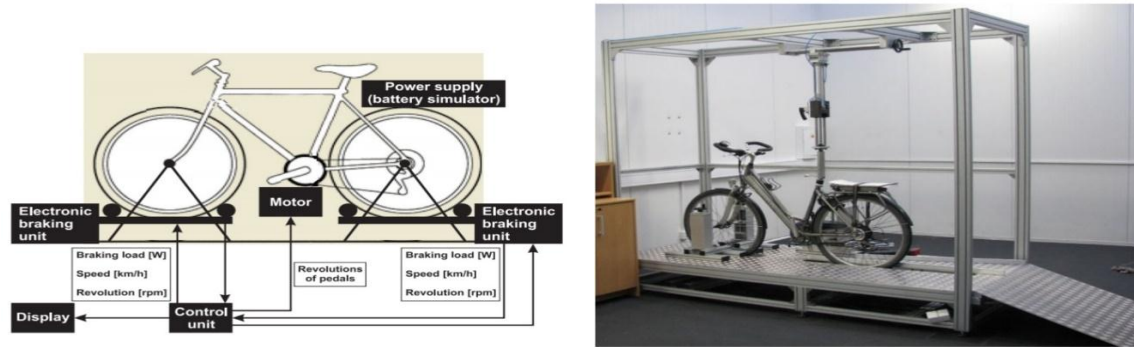 Power supply
(battery simulator)
Motor
Electronic
braking
unit
Electronic
braking
unit
Braking load [W]
Speed [km/h]
Revolution [rpm]
Revolutions
of pedals
Braking load [W]
Speed [km/h]
Revolution [rpm]
Display
Control
unit